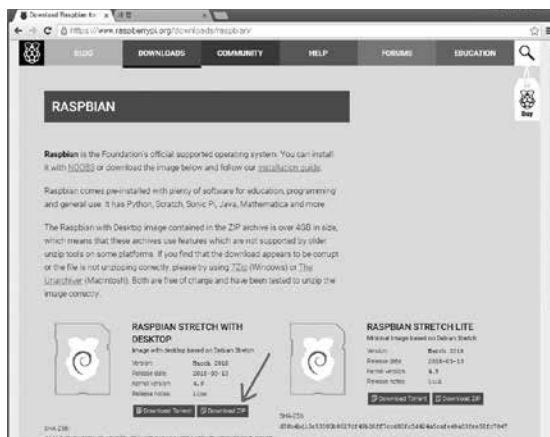 Download Raspbian for
https://www.raspberrypi.org/downloads/raspbian/
BLOG DOWNLOADS COMMUNITY HELP FORUMS EDUCATION
Buy
RASPBIAN
Raspbian is the Foundation's official supported operating system. You can install
it with NOOBS or download the image below and follow our installation guide.
Raspbian comes pre-installed with plenty of software for education, programming
and general use. It has Python, Scratch, Sonic Pi, Java, Mathematica and more.
The Raspbian with Desktop image contained in the ZIP archive is over 4GB in size,
which means that these archives use features which are not supported by older
unzip tools on some platforms. If you find that the download appears to be corrupt
or the file is not unzipping correctly, please try using 7Zip (Windows) or The
Unarchiver (Macintosh). Both are free of charge and have been tested to unzip the
image correctly.
RASPBIAN STRETCH WITH
DESKTOP
Image with desktop based on Debian Stretch
Version: March 2018
Release date: 2018-03-13
Kernel version: 4.9
Release notes: Link
Download Torrent Download ZIP
SHA-256:
RASPBIAN STRETCH LITE
Minimal image based on Debian Stretch
Version: March 2018
Release date: 2018-03-13
Kernel version: 4.9
Release notes: Link
Download Torrent Download ZIP
SHA-256: